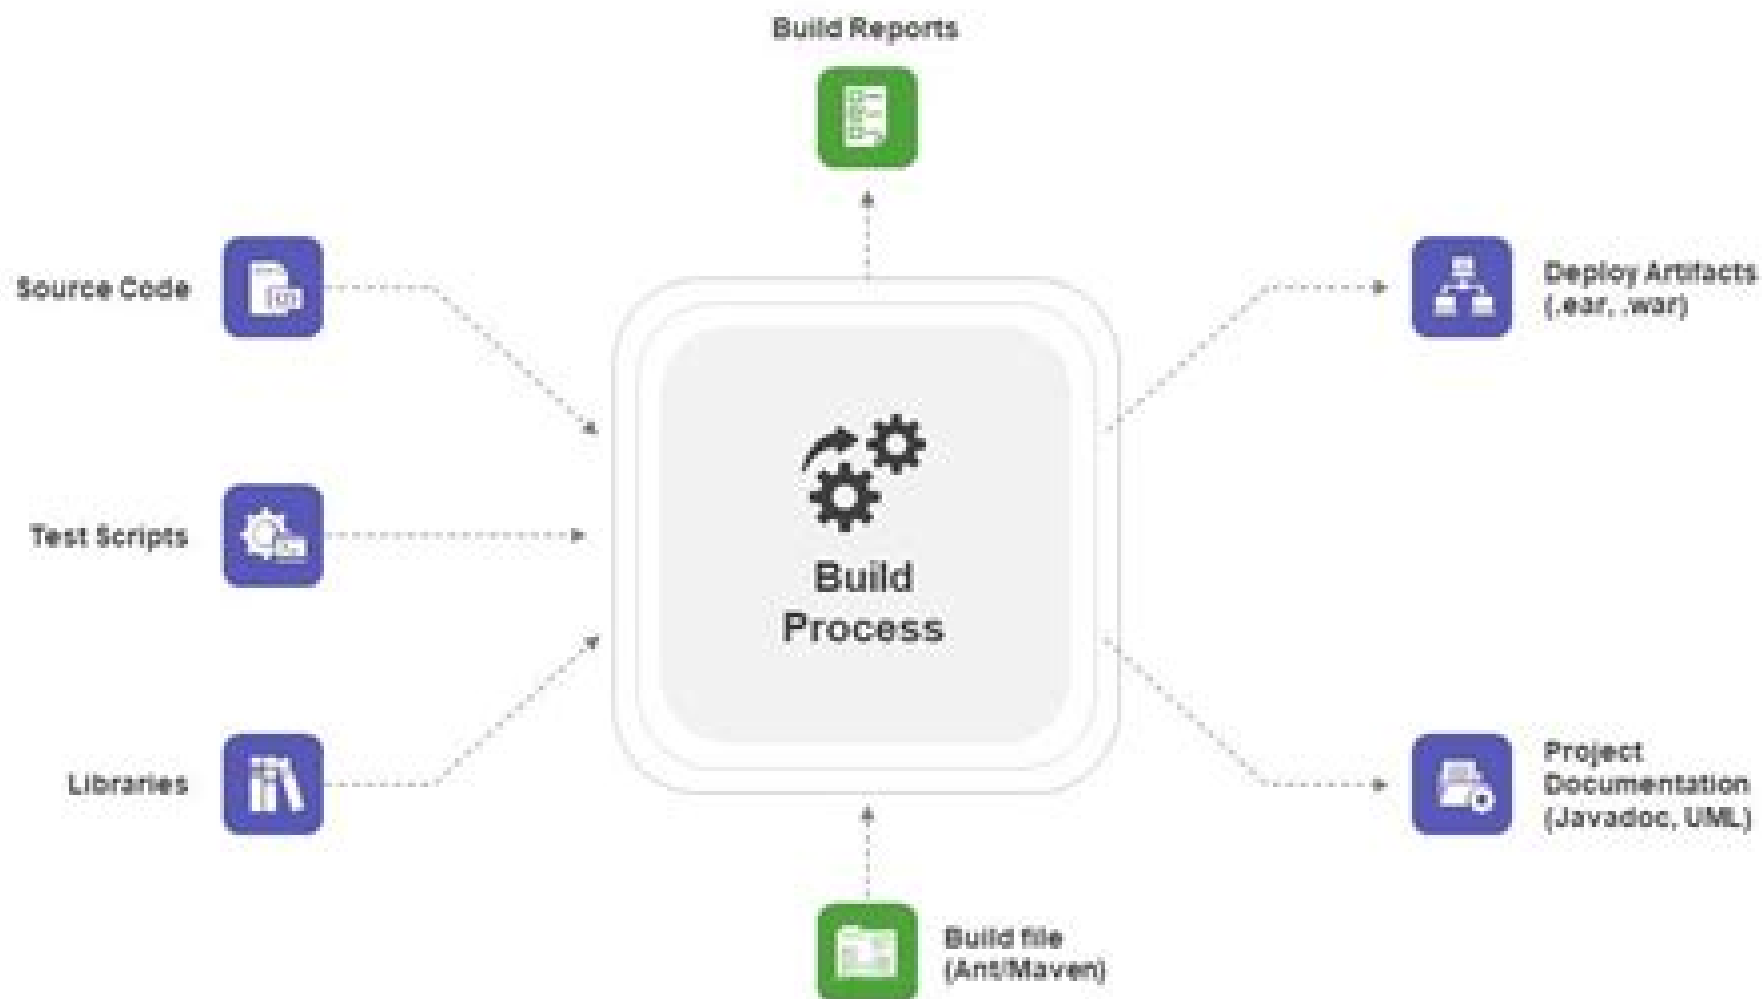 Build Reports
Source Code
Deploy Artifacts
(.ear, .war)
Test Scripts
Build
Process
Libraries
Project
Documentation
(Javadoc, UML)
Build file
(Ant/Maven)